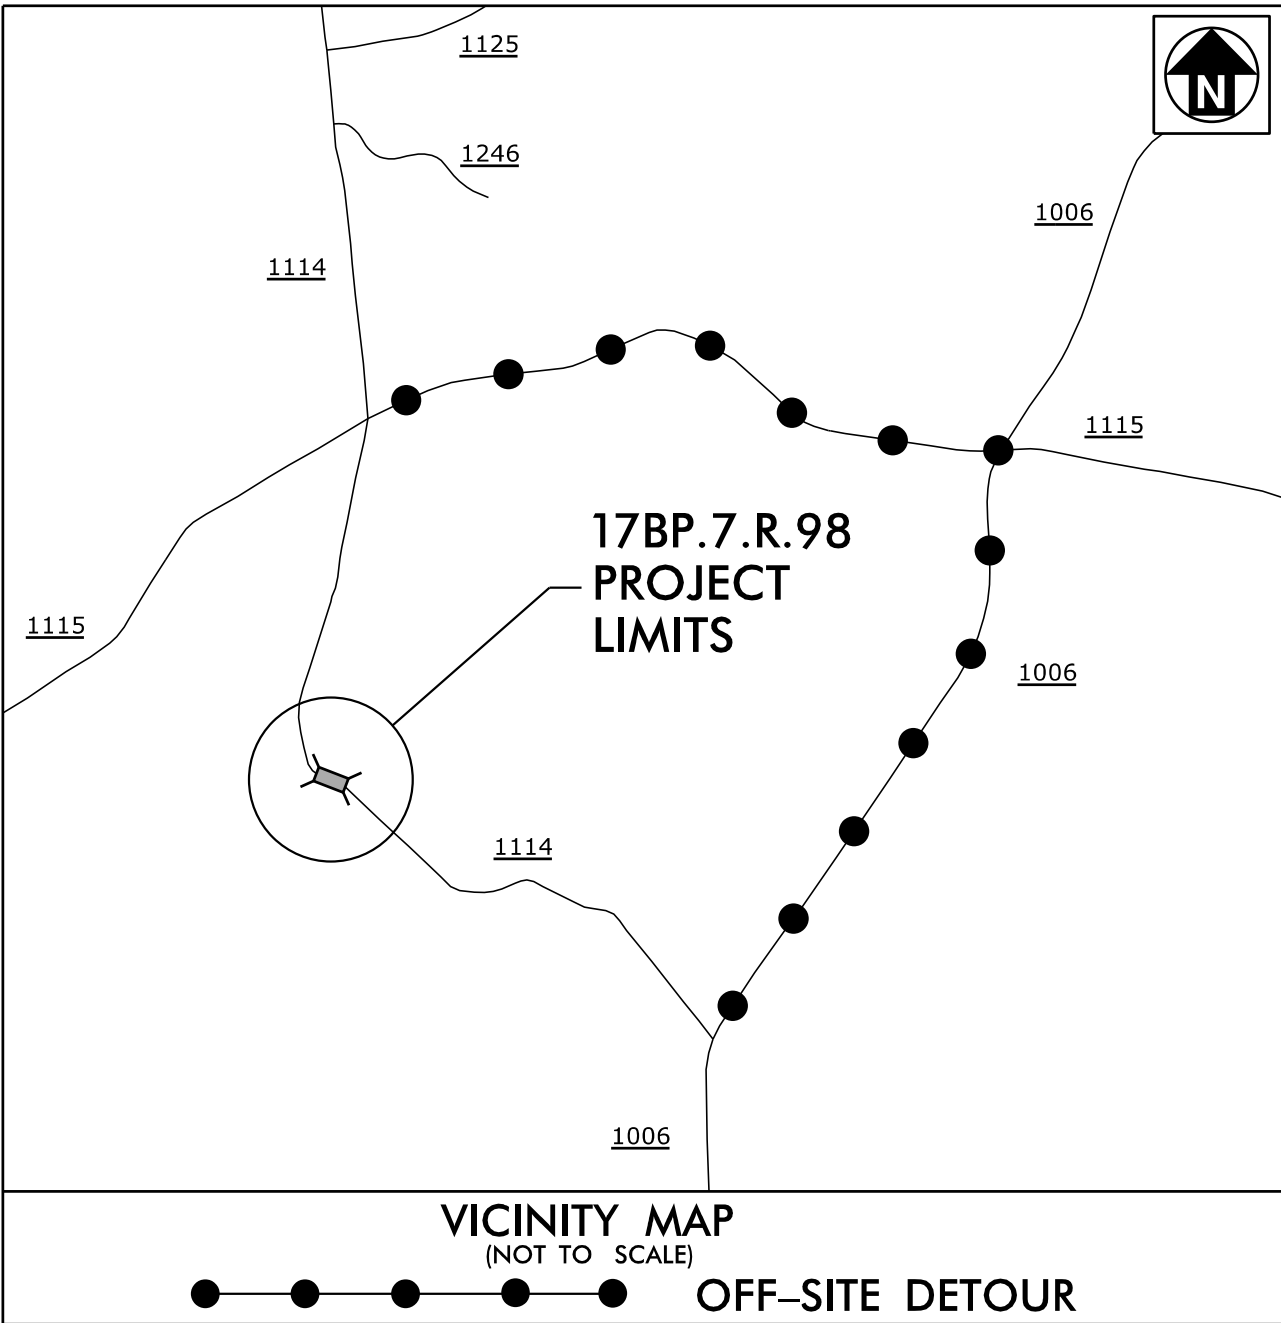 1125
N
1246
1006
1114
1115
17BP.7.R.98
PROJECT
LIMITS
1115
1006
1114
1006
VICINITY MAP
(NOT TO SCALE)
OFF–SITE DETOUR